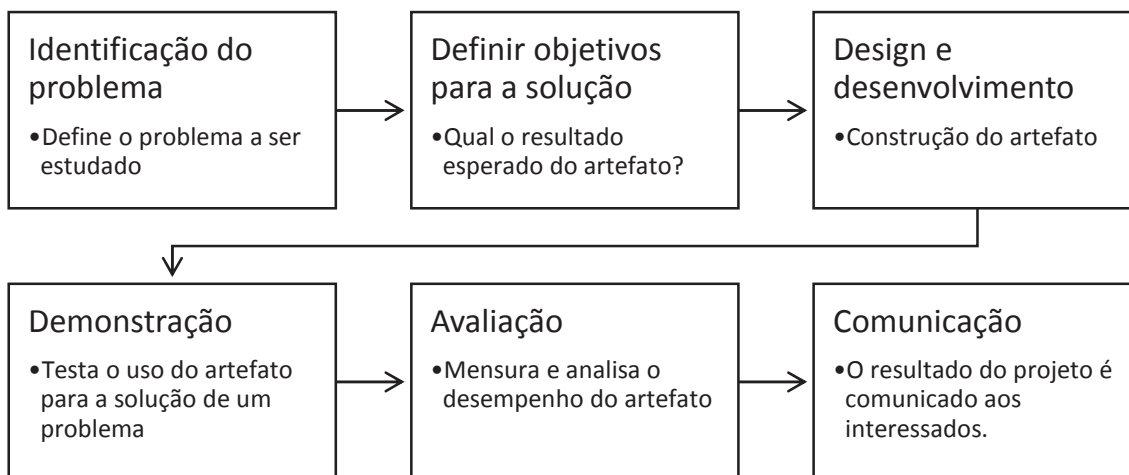 Identificação do
problema
•Define o problema a ser
estudado
Definir objetivos
para a solução
•Qual o resultado
esperado do artefato?
Design e
desenvolvimento
•Construção do artefato
Demonstração
•Testa o uso do artefato
para a solução de um
problema
Avaliação
•Mensura e analisa o
desempenho do artefato
Comunicação
•O resultado do projeto é
comunicado aos
interessados.